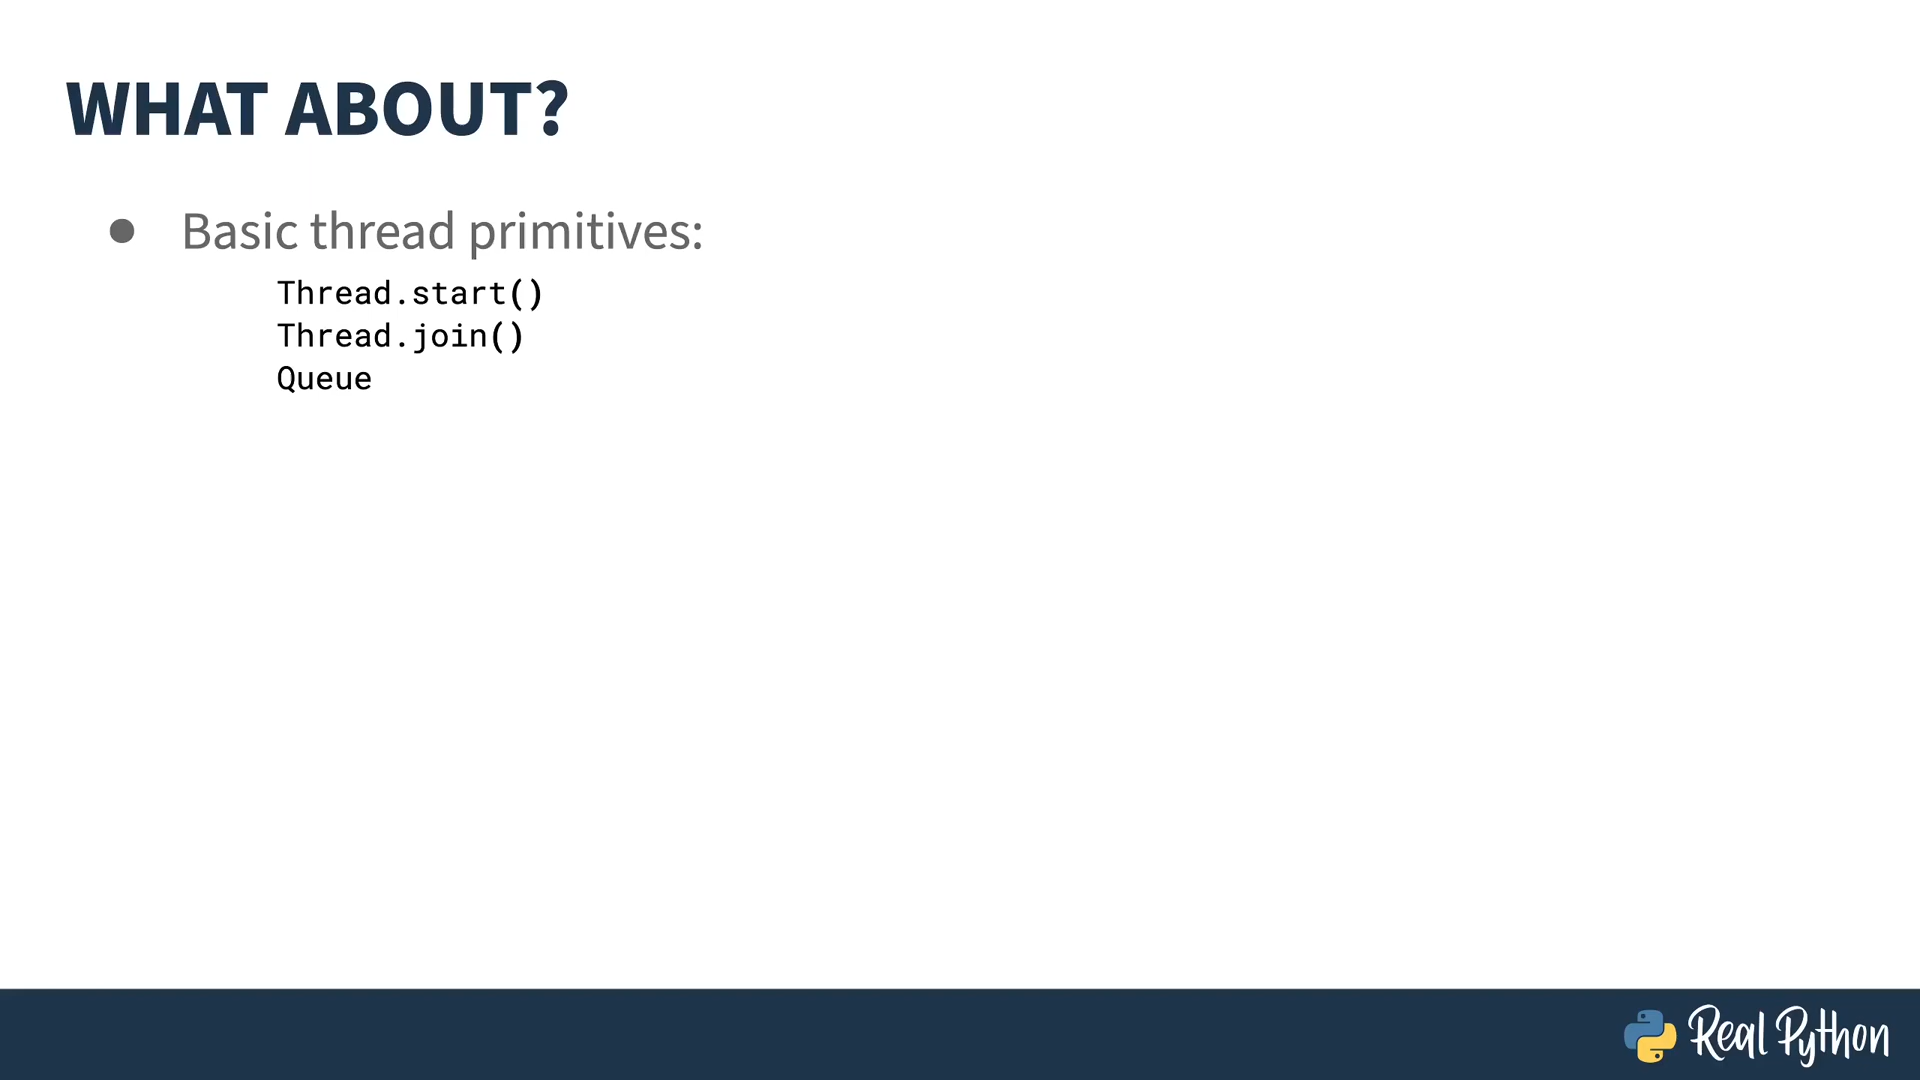 WHAT ABOUT?
● Basic thread primitives:
Thread.start()
Thread.join()
Queue
Real Python